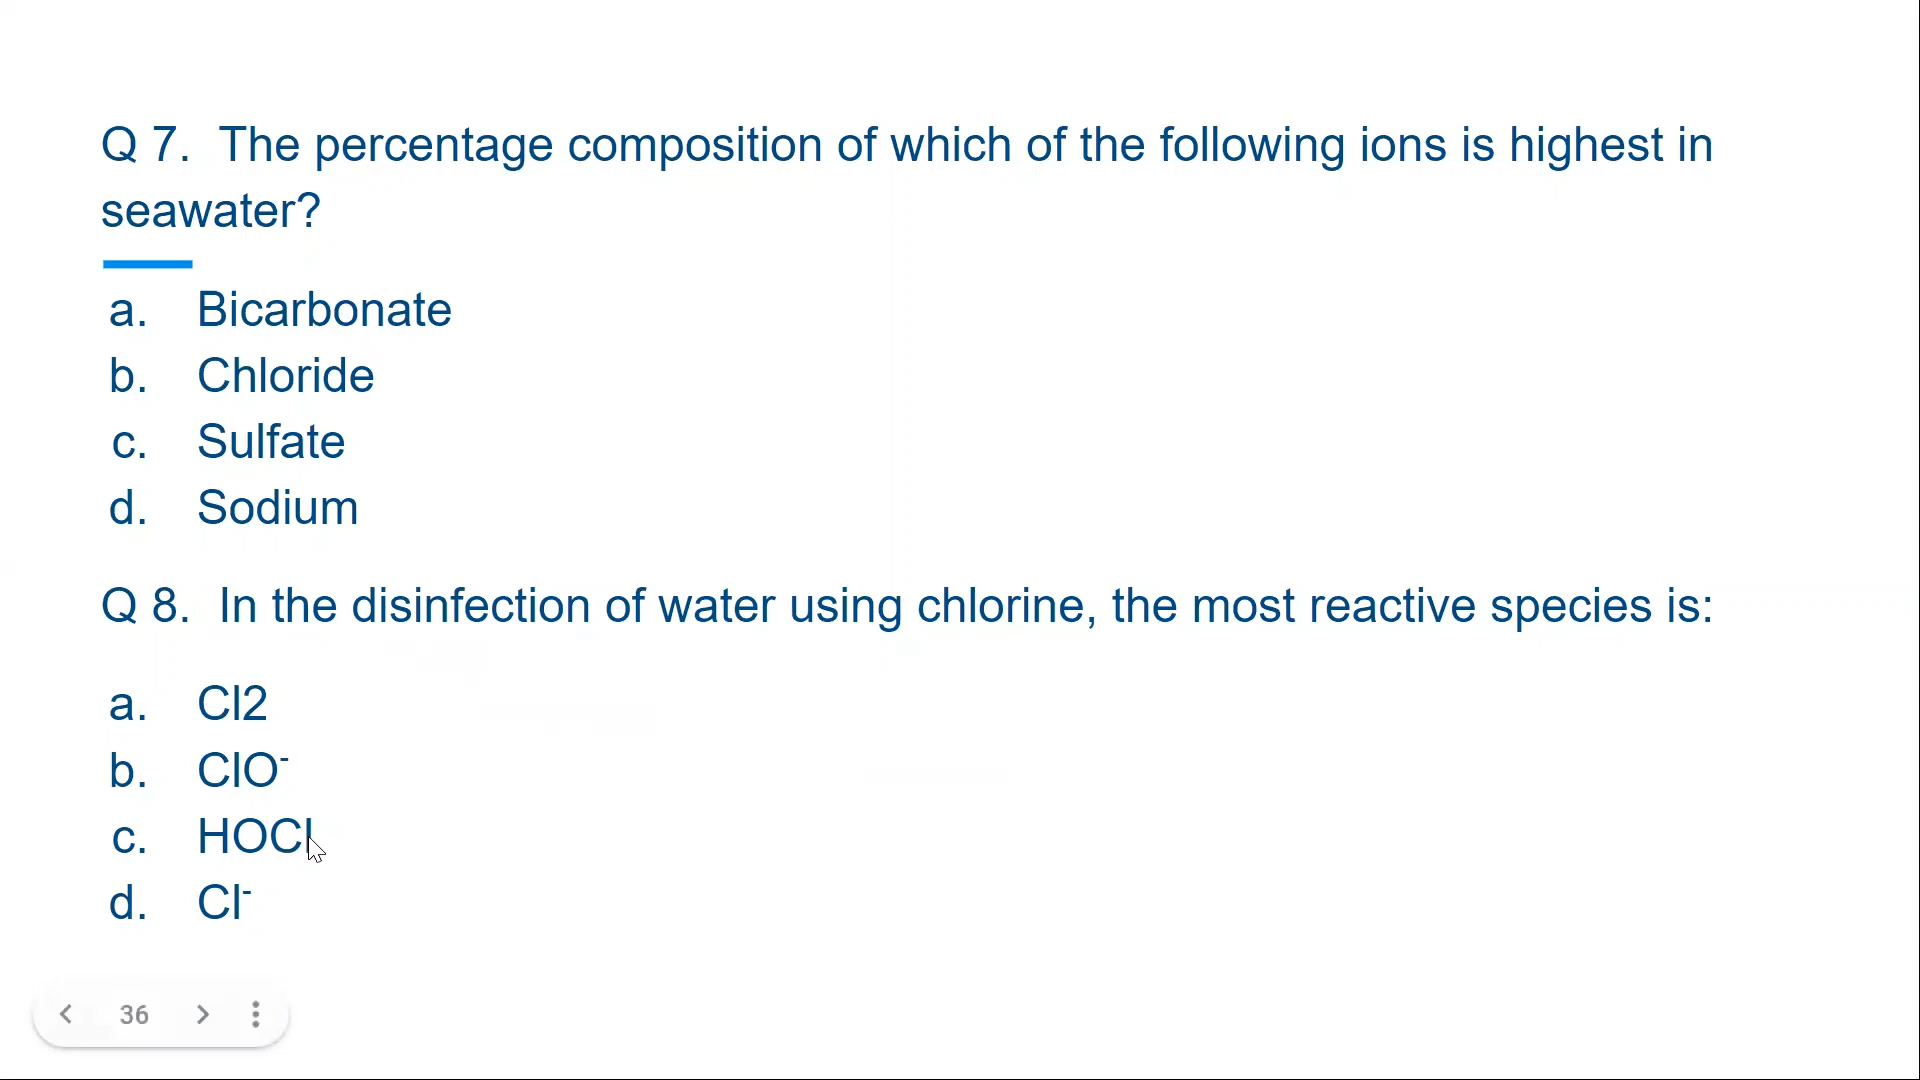 Q 7.  The percentage composition of which of the following ions is highest in
seawater?
a. Bicarbonate
b. Chloride
c. Sulfate
d. Sodium
Q 8.  In the disinfection of water using chlorine, the most reactive species is:
a. Cl2
b. ClO⁻
c. HOCl
d. Cl⁻
36